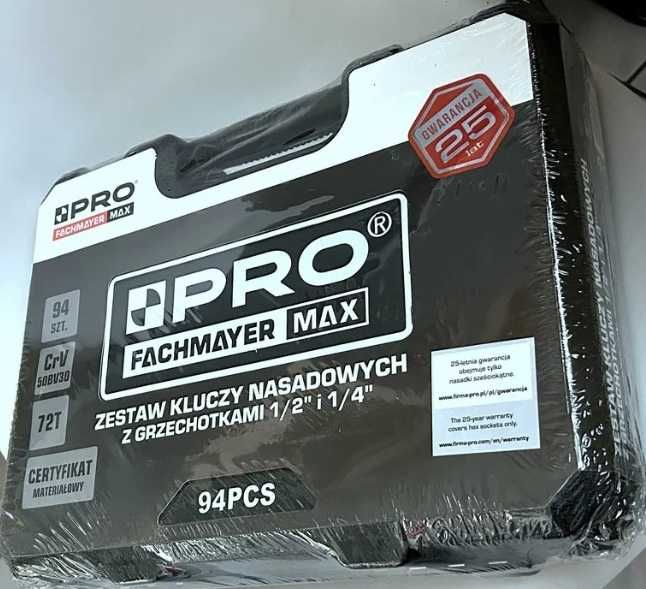 GWARANCJA
25
lat
PRO
FACHMAYER MAX
PRO®
FACHMAYER MAX
94
SZT.
CrV
50BV30
72T
CERTYFIKAT
MATERIAŁOWY
ZESTAW KLUCZY NASADOWYCH
Z GRZECHOTKAMI 1/2" i 1/4"
94PCS
25-letnia gwarancja
obejmuje tylko
nasadki sześciokątne.
www.firma-pro.pl/pl/gwarancja
The 25-year warranty
covers hex sockets only.
www.firma-pro.com/en/warranty